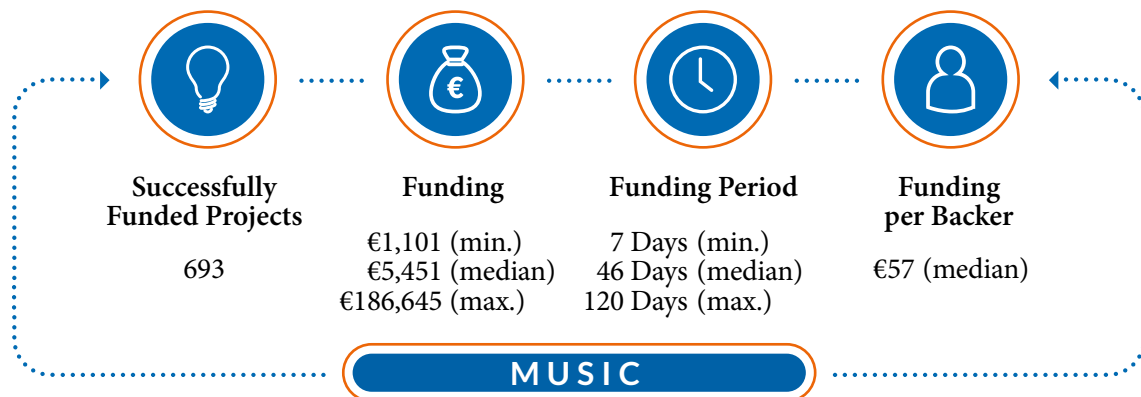 €
Successfully
Funded Projects
693
Funding
€1,101 (min.)
€5,451 (median)
€186,645 (max.)
Funding Period
7 Days (min.)
46 Days (median)
120 Days (max.)
Funding
per Backer
€57 (median)
MUSIC